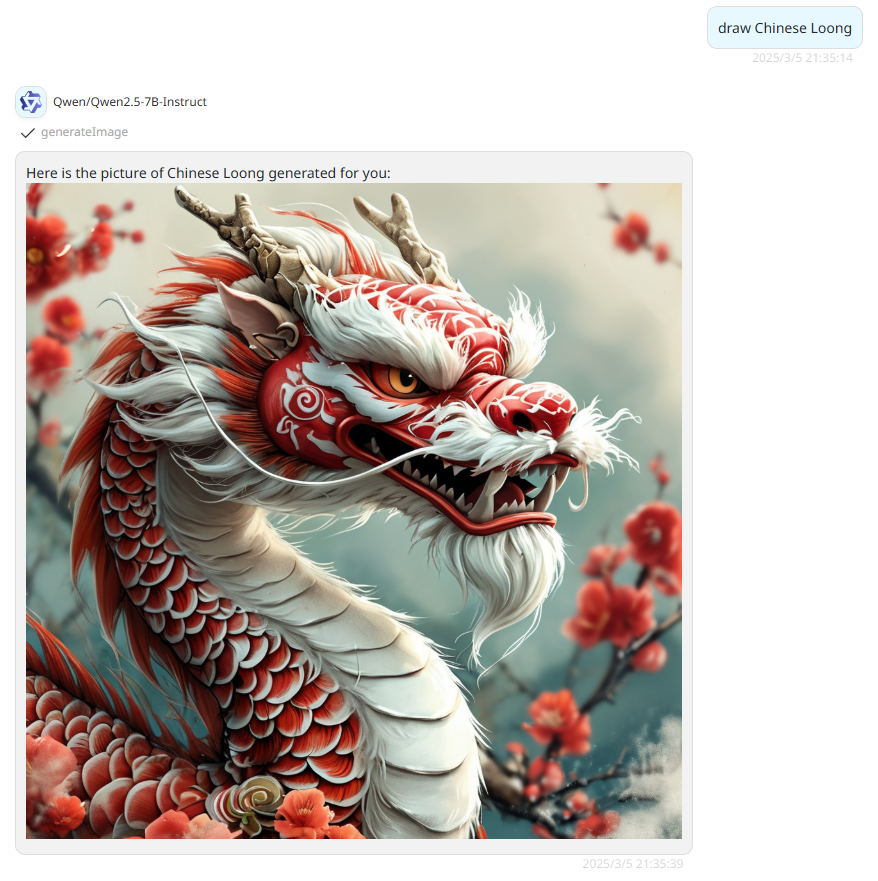 draw Chinese Loong
2025/3/5 21:35:14
Qwen/Qwen2.5-7B-Instruct
generateImage
Here is the picture of Chinese Loong generated for you:
2025/3/5 21:35:39